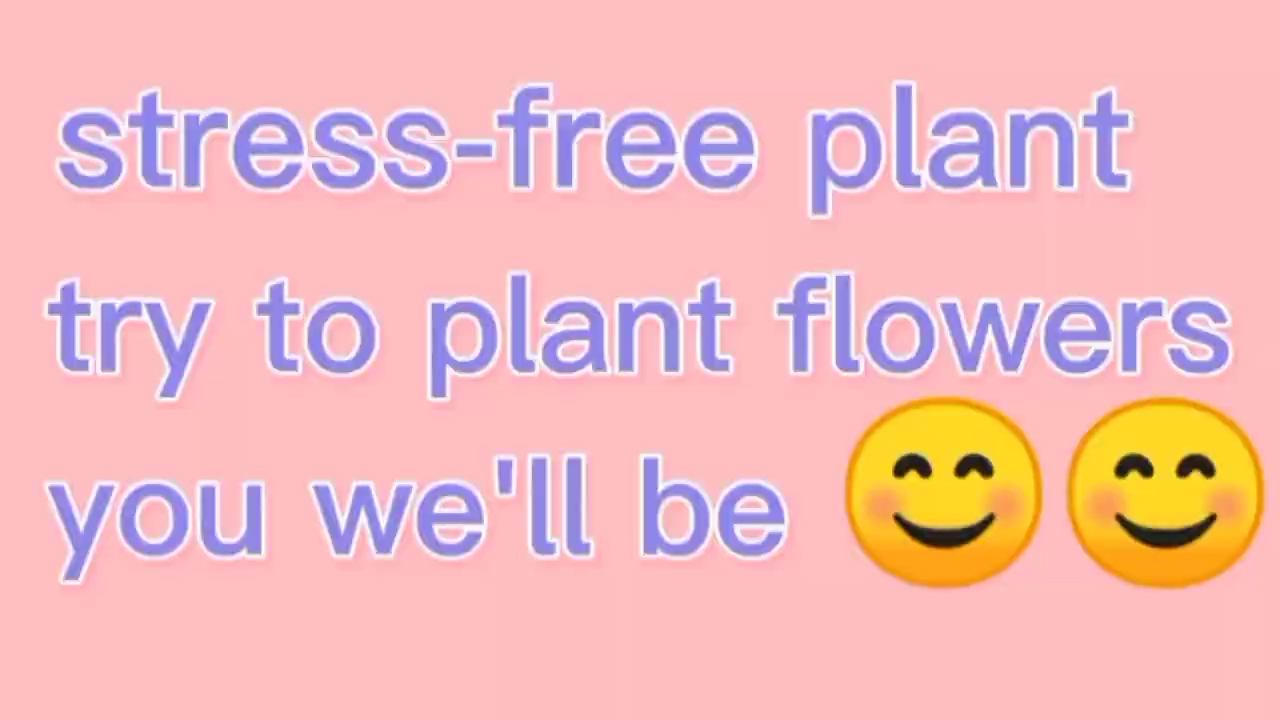 stress-free plant
try to plant flowers
you we'll be 😊😊